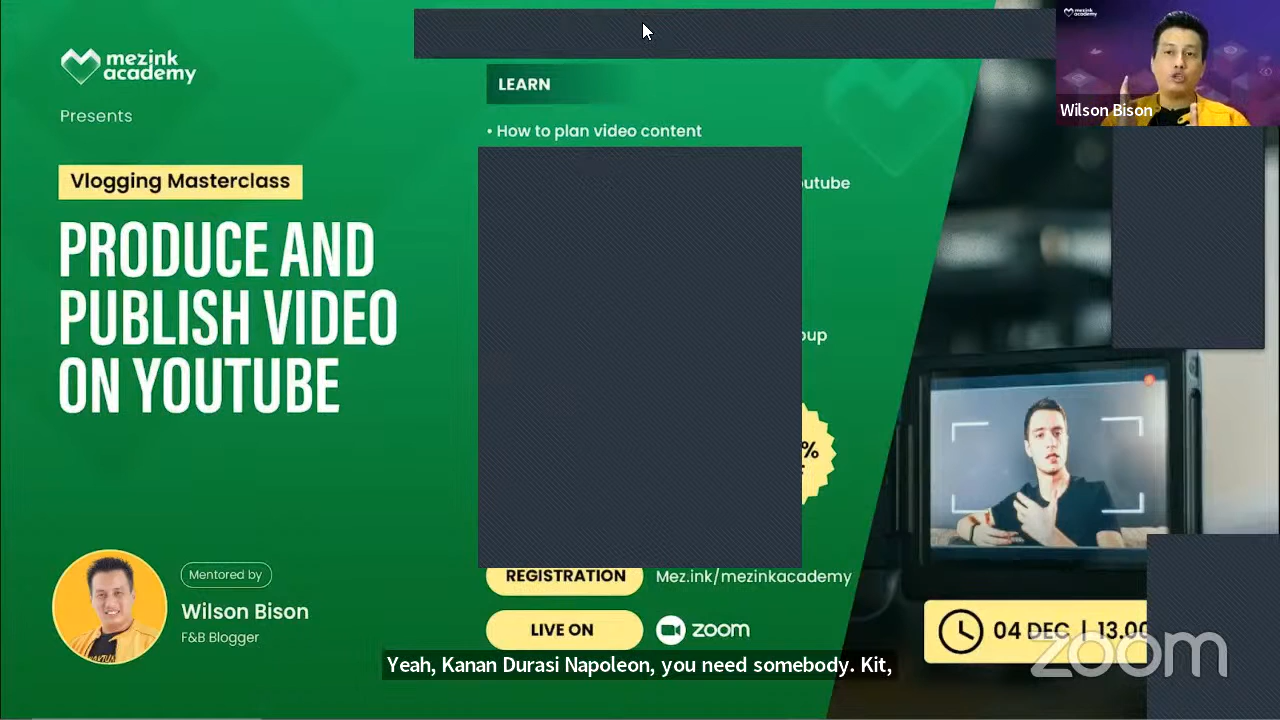 mezink
academy
Presents
Vlogging Masterclass
PRODUCE AND
PUBLISH VIDEO
ON YOUTUBE
Mentored by
Wilson Bison
F&B Blogger
LEARN
• How to plan video content
REGISTRATION
Mez.ink/mezinkacademy
LIVE ON
zoom
mezink
academy
Wilson Bison
04 DEC | 13.00
zoom
Yeah, Kanan Durasi Napoleon, you need somebody. Kit,